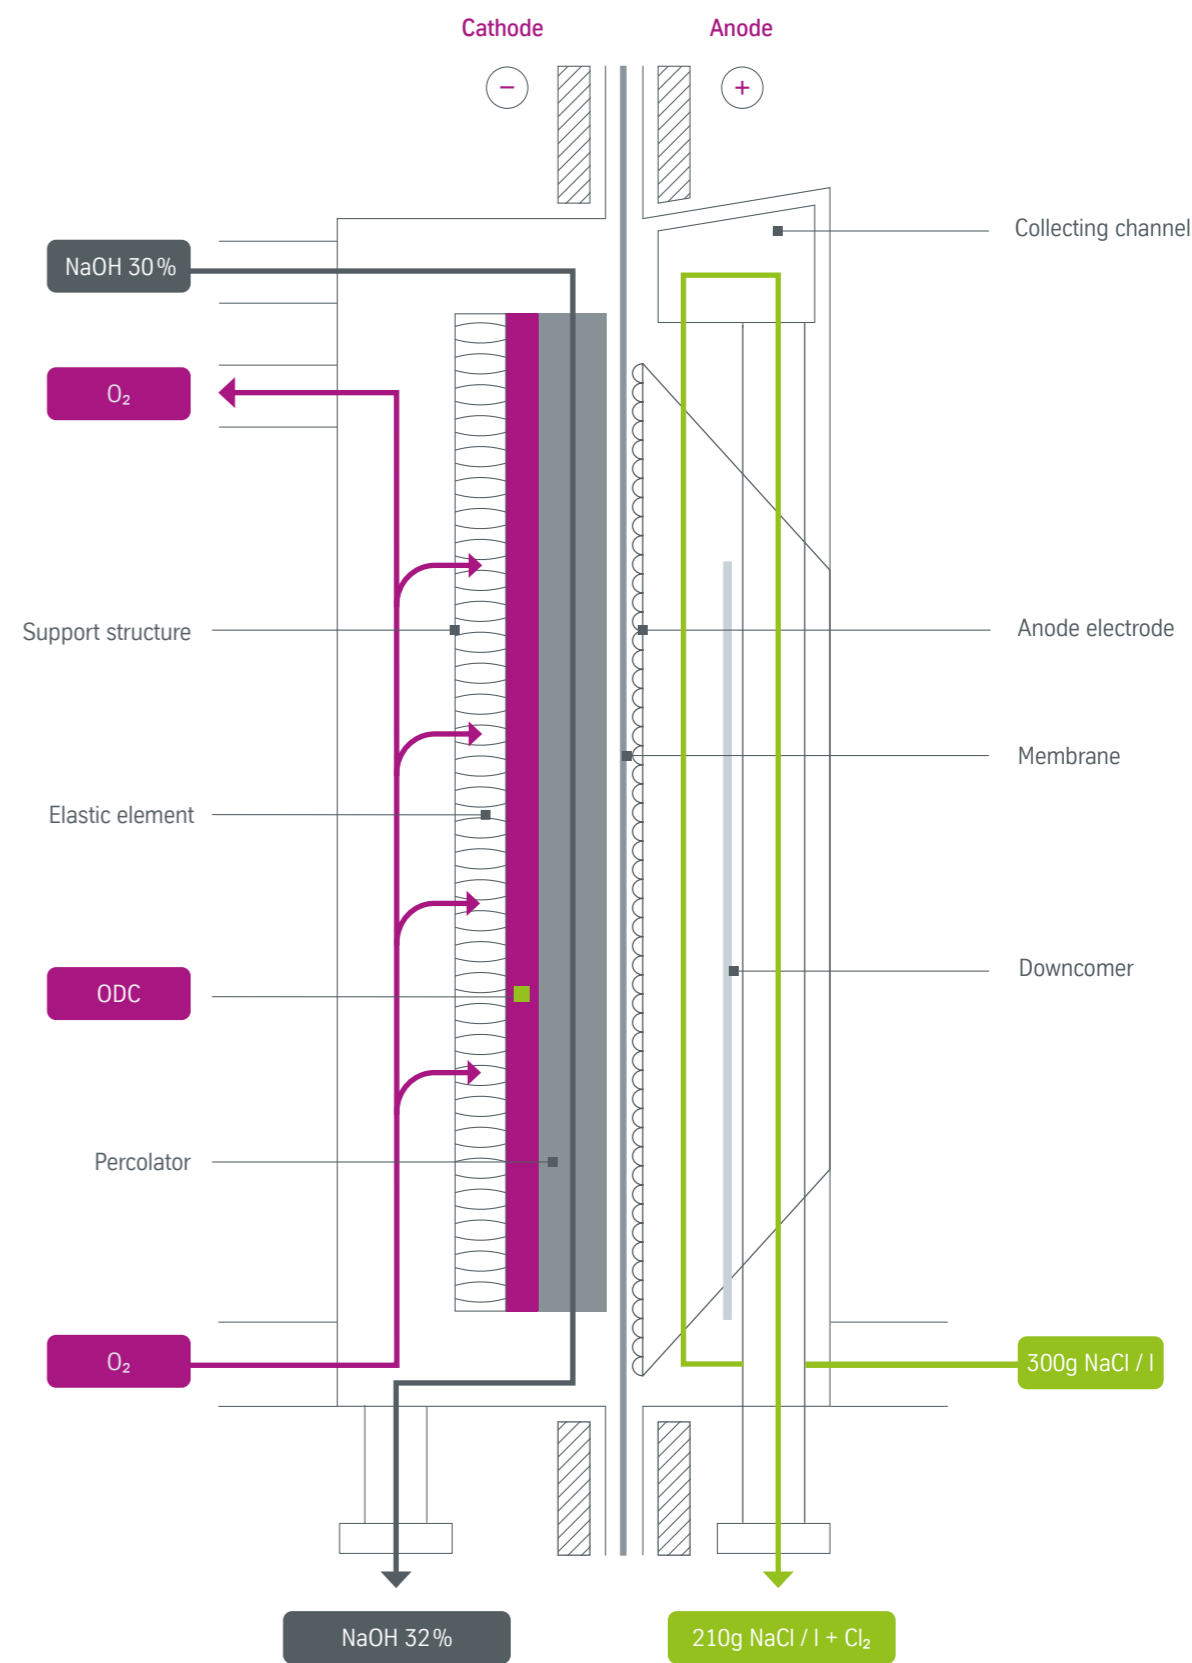 Cathode
Anode
−
+
Collecting channel
NaOH 30%
O₂
Support structure
Anode electrode
Membrane
Elastic element
Downcomer
ODC
Percolator
O₂
300g NaCl / l
NaOH 32%
210g NaCl / l + Cl₂